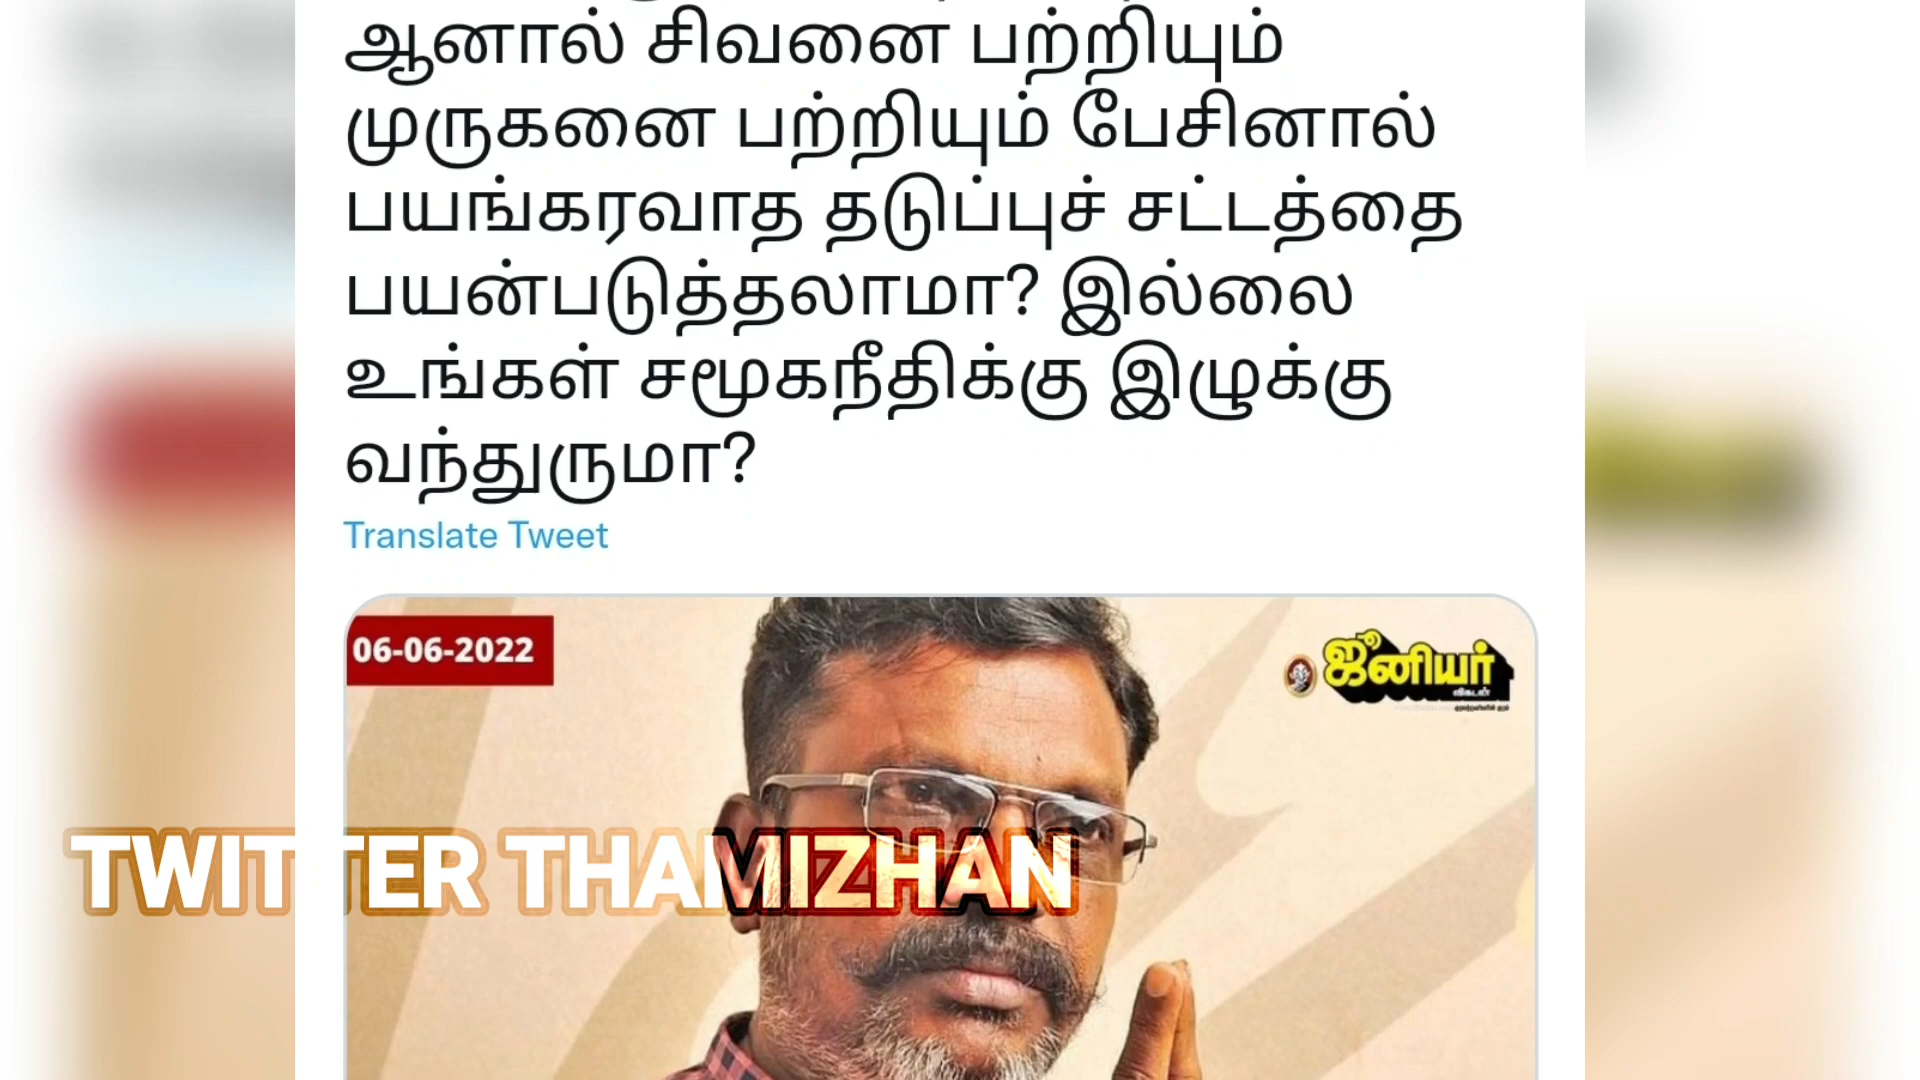 ஆனால் சிவனை பற்றியும்
முருகனை பற்றியும் பேசினால்
பயங்கரவாத தடுப்புச் சட்டத்தை
பயன்படுத்தலாமா? இல்லை
உங்கள் சமூகநீதிக்கு இழுக்கு
வந்துருமா?
Translate Tweet
06-06-2022
ஜூனியர்
விகடன்
TWITTER THAMIZHAN